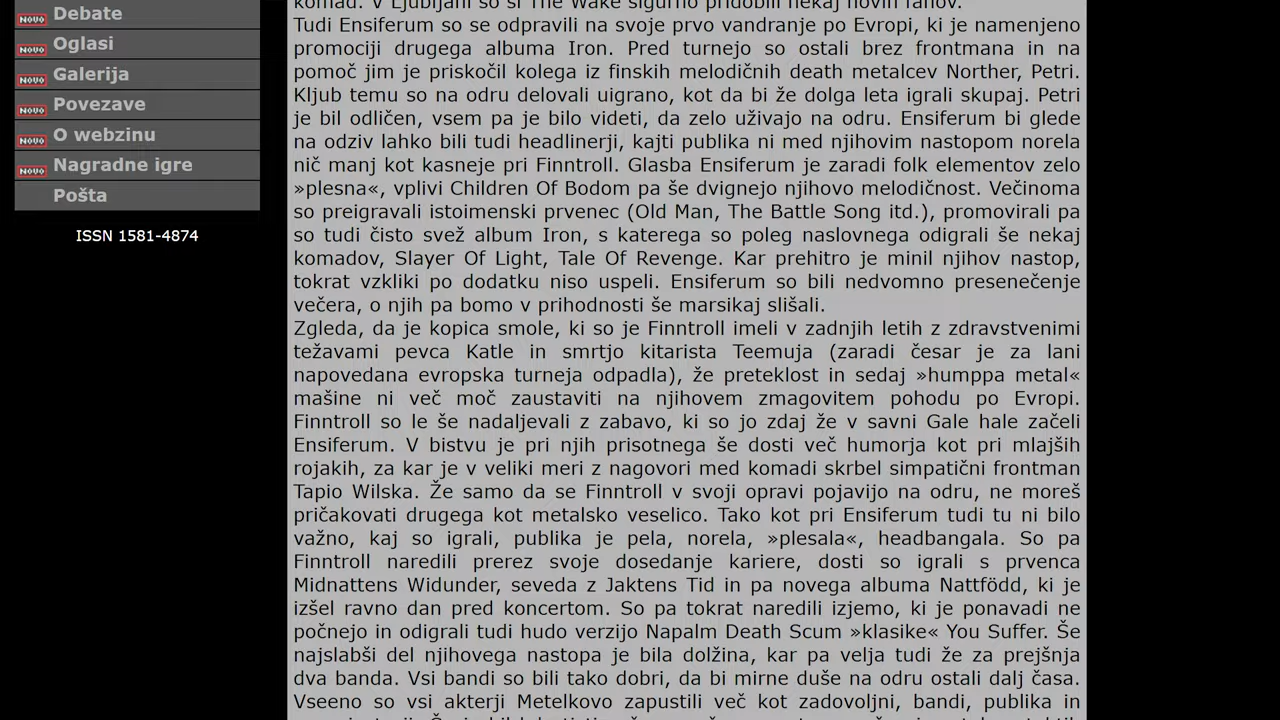 Debate
Oglasi
Galerija
Povezave
O webzinu
Nagradne igre
Pošta
NOVO
NOVO
NOVO
NOVO
NOVO
NOVO
ISSN 1581-4874
komad. V Ljubljani so si The Wake sigurno pridobili nekaj novih fanov.
Tudi Ensiferum so se odpravili na svoje prvo vandranje po Evropi, ki je namenjeno
promociji drugega albuma Iron. Pred turnejo so ostali brez frontmana in na
pomoč jim je priskočil kolega iz finskih melodičnih death metalcev Norther, Petri.
Kljub temu so na odru delovali uigrano, kot da bi že dolga leta igrali skupaj. Petri
je bil odličen, vsem pa je bilo videti, da zelo uživajo na odru. Ensiferum bi glede
na odziv lahko bili tudi headlinerji, kajti publika ni med njihovim nastopom norela
nič manj kot kasneje pri Finntroll. Glasba Ensiferum je zaradi folk elementov zelo
»plesna«, vplivi Children Of Bodom pa še dvignejo njihovo melodičnost. Večinoma
so preigravali istoimenski prvenec (Old Man, The Battle Song itd.), promovirali pa
so tudi čisto svež album Iron, s katerega so poleg naslovnega odigrali še nekaj
komadov, Slayer Of Light, Tale Of Revenge. Kar prehitro je minil njihov nastop,
tokrat vzkliki po dodatku niso uspeli. Ensiferum so bili nedvomno presenečenje
večera, o njih pa bomo v prihodnosti še marsikaj slišali.
Zgleda, da je kopica smole, ki so je Finntroll imeli v zadnjih letih z zdravstvenimi
težavami pevca Katle in smrtjo kitarista Teemuja (zaradi česar je za lani
napovedana evropska turneja odpadla), že preteklost in sedaj »humppa metal«
mašine ni več moč zaustaviti na njihovem zmagovitem pohodu po Evropi.
Finntroll so le še nadaljevali z zabavo, ki so jo zdaj že v savni Gale hale začeli
Ensiferum. V bistvu je pri njih prisotnega še dosti več humorja kot pri mlajših
rojakih, za kar je v veliki meri z nagovori med komadi skrbel simpatični frontman
Tapio Wilska. Že samo da se Finntroll v svoji opravi pojavijo na odru, ne moreš
pričakovati drugega kot metalsko veselico. Tako kot pri Ensiferum tudi tu ni bilo
važno, kaj so igrali, publika je pela, norela, »plesala«, headbangala. So pa
Finntroll naredili prerez svoje dosedanje kariere, dosti so igrali s prvenca
Midnattens Widunder, seveda z Jaktens Tid in pa novega albuma Nattfödd, ki je
izšel ravno dan pred koncertom. So pa tokrat naredili izjemo, ki je ponavadi ne
počnejo in odigrali tudi hudo verzijo Napalm Death Scum »klasike« You Suffer. Še
najslabši del njihovega nastopa je bila dolžina, kar pa velja tudi že za prejšnja
dva banda. Vsi bandi so bili tako dobri, da bi mirne duše na odru ostali dalj časa.
Vseeno so vsi akterji Metelkovo zapustili več kot zadovoljni, bandi, publika in